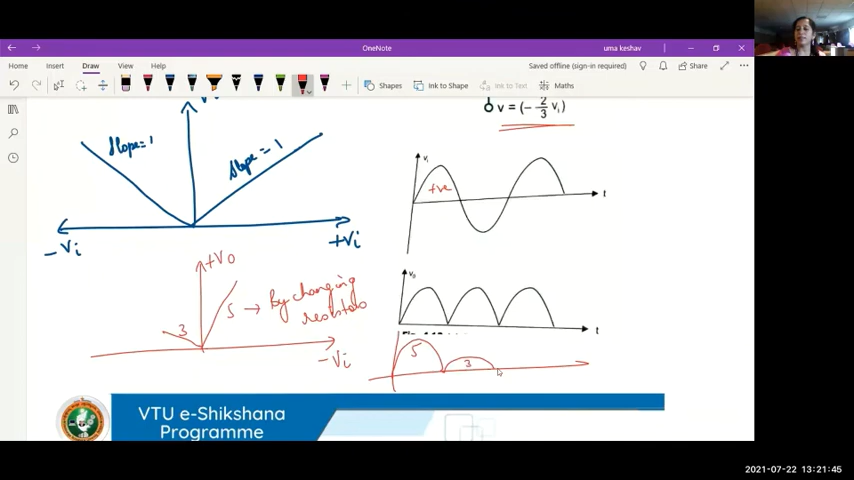 OneNote
uma keshav
Home
Insert
Draw
View
Help
Saved offline (sign-in required)
Share
Shapes
Ink to Shape
Ink to Text
Maths
v = (- 2/3 vi)
slope=1
slope=1
-Vi
+Vi
vi
+ve
t
+Vo
5 → By changing
resistors
3
-Vi
vo
t
5
3
VTU e-Shikshana
Programme
2021-07-22 13:21:45